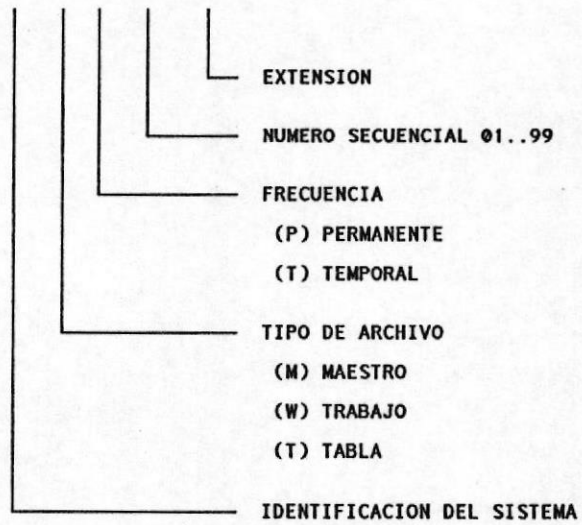 EXTENSION
NUMERO SECUENCIAL 01..99
FRECUENCIA
(P) PERMANENTE
(T) TEMPORAL
TIPO DE ARCHIVO
(M) MAESTRO
(W) TRABAJO
(T) TABLA
IDENTIFICACION DEL SISTEMA